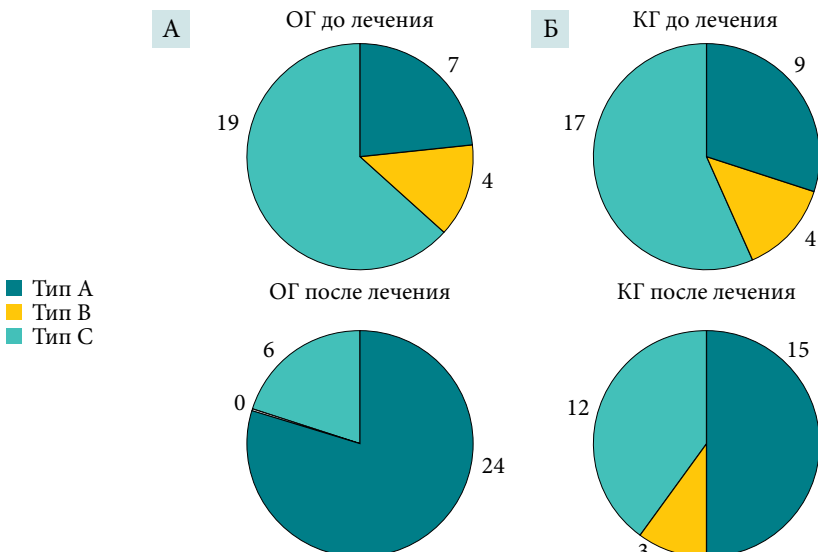 А
ОГ до лечения
7
4
19
Б
КГ до лечения
9
4
17
Тип А
Тип В
Тип С
ОГ после лечения
6
0
24
КГ после лечения
15
12
3